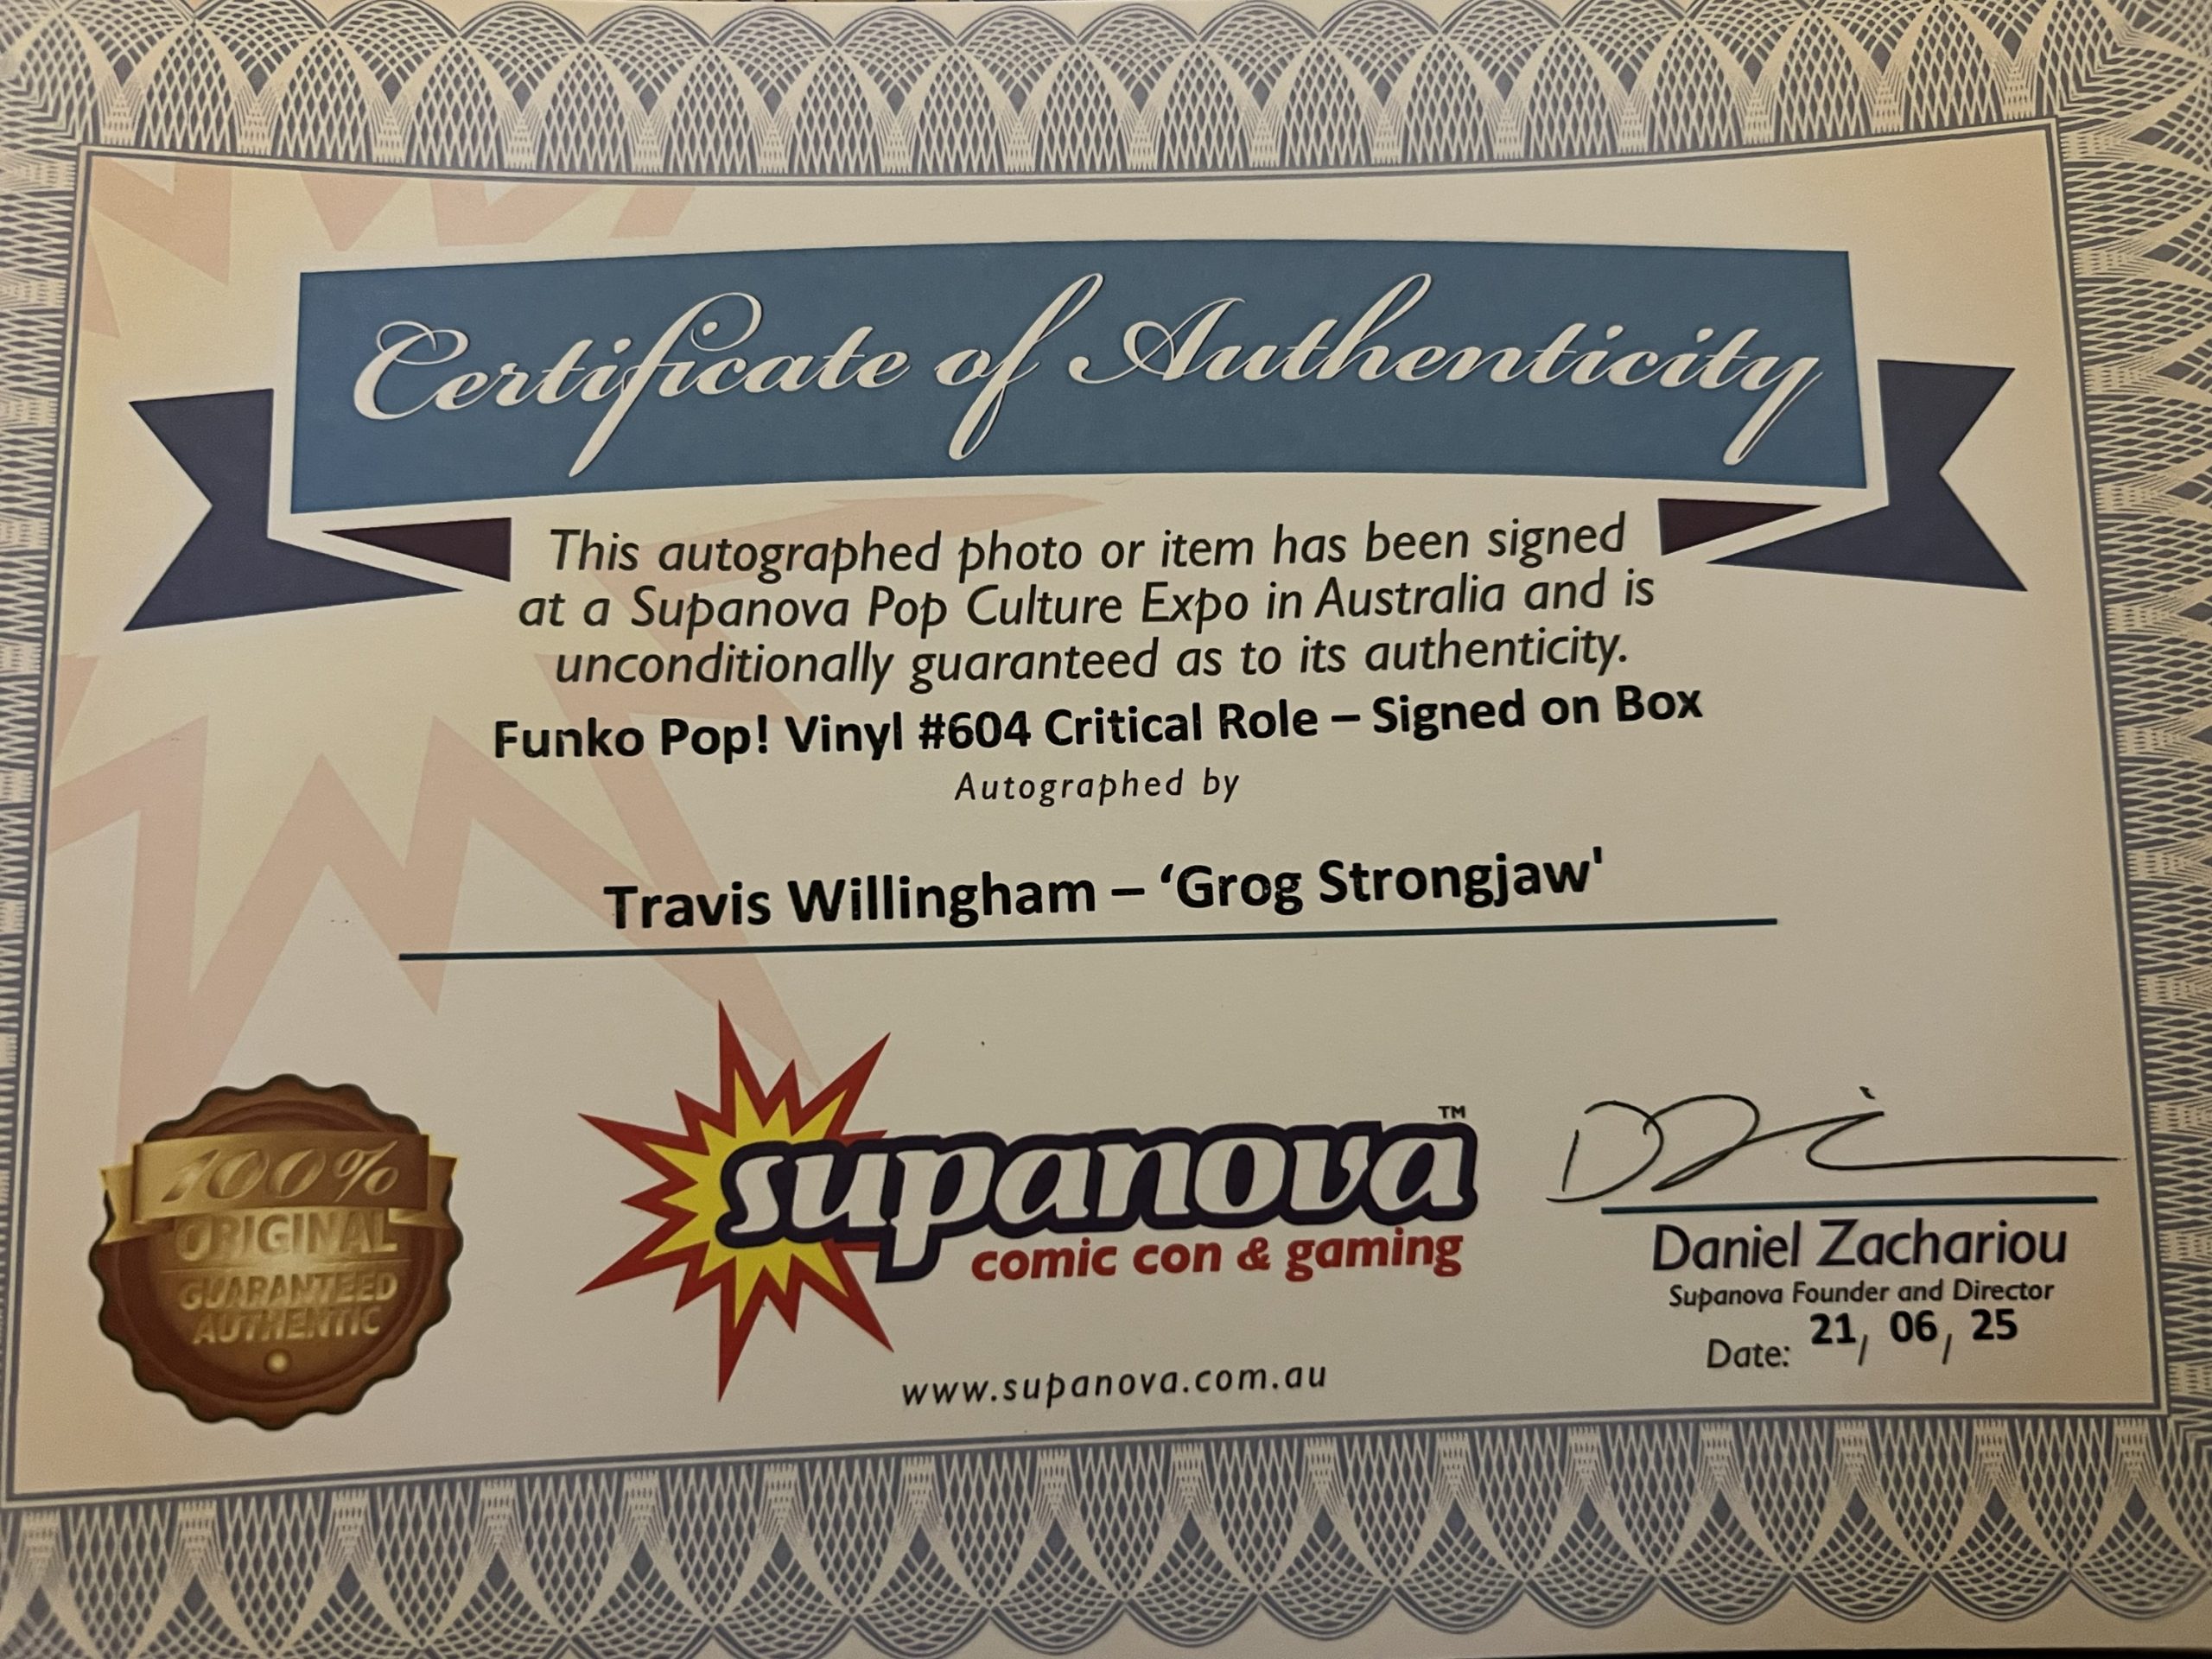 Certificate of Authenticity
This autographed photo or item has been signed
at a Supanova Pop Culture Expo in Australia and is
unconditionally guaranteed as to its authenticity.
Funko Pop! Vinyl #604 Critical Role – Signed on Box
Autographed by
Travis Willingham – ‘Grog Strongjaw'
100%
ORIGINAL
GUARANTEED
AUTHENTIC
supanova™
comic con & gaming
www.supanova.com.au
Daniel Zachariou
Supanova Founder and Director
Date: 21/ 06/ 25